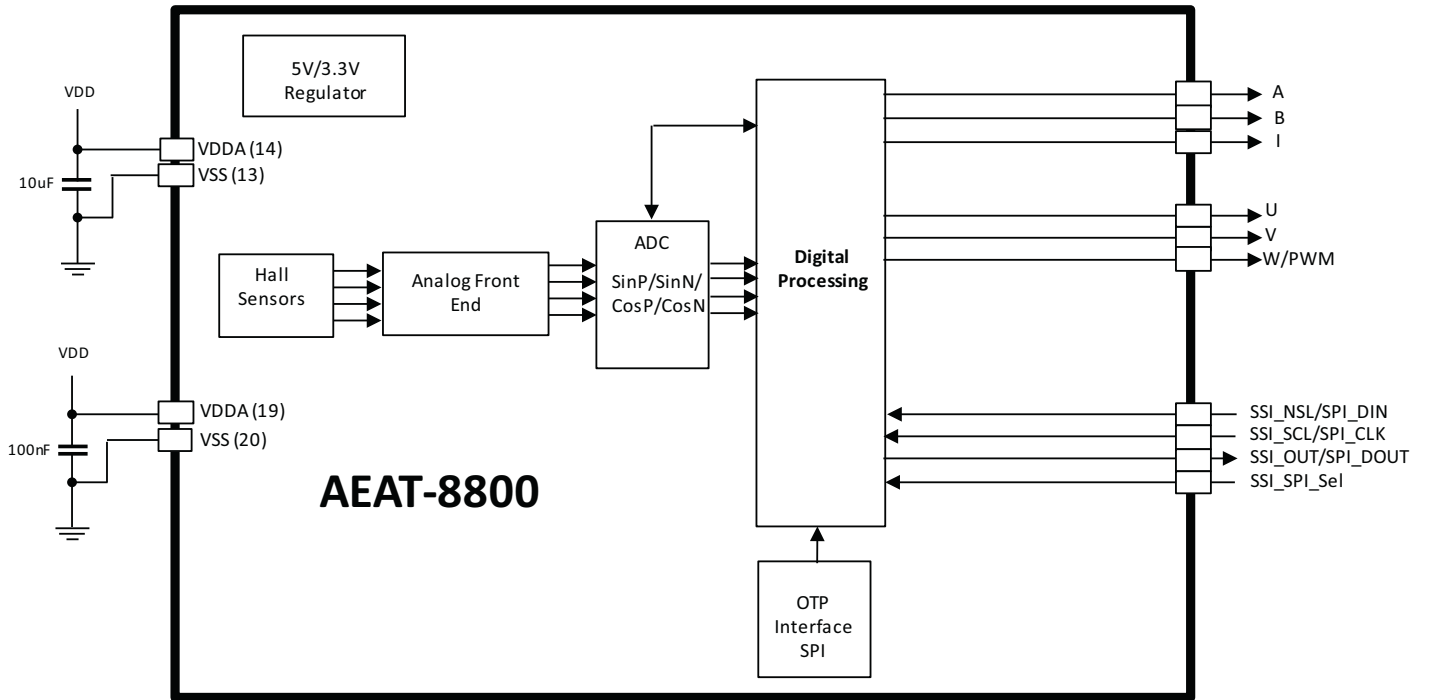 5V/3.3V
Regulator
VDD
VDDA (14)
VSS (13)
10uF
Hall
Sensors
Analog Front
End
ADC
SinP/SinN/
CosP/CosN
Digital
Processing
A
B
I
U
V
W/PWM
VDD
VDDA (19)
VSS (20)
100nF
AEAT-8800
SSI_NSL/SPI_DIN
SSI_SCL/SPI_CLK
SSI_OUT/SPI_DOUT
SSI_SPI_Sel
OTP
Interface
SPI